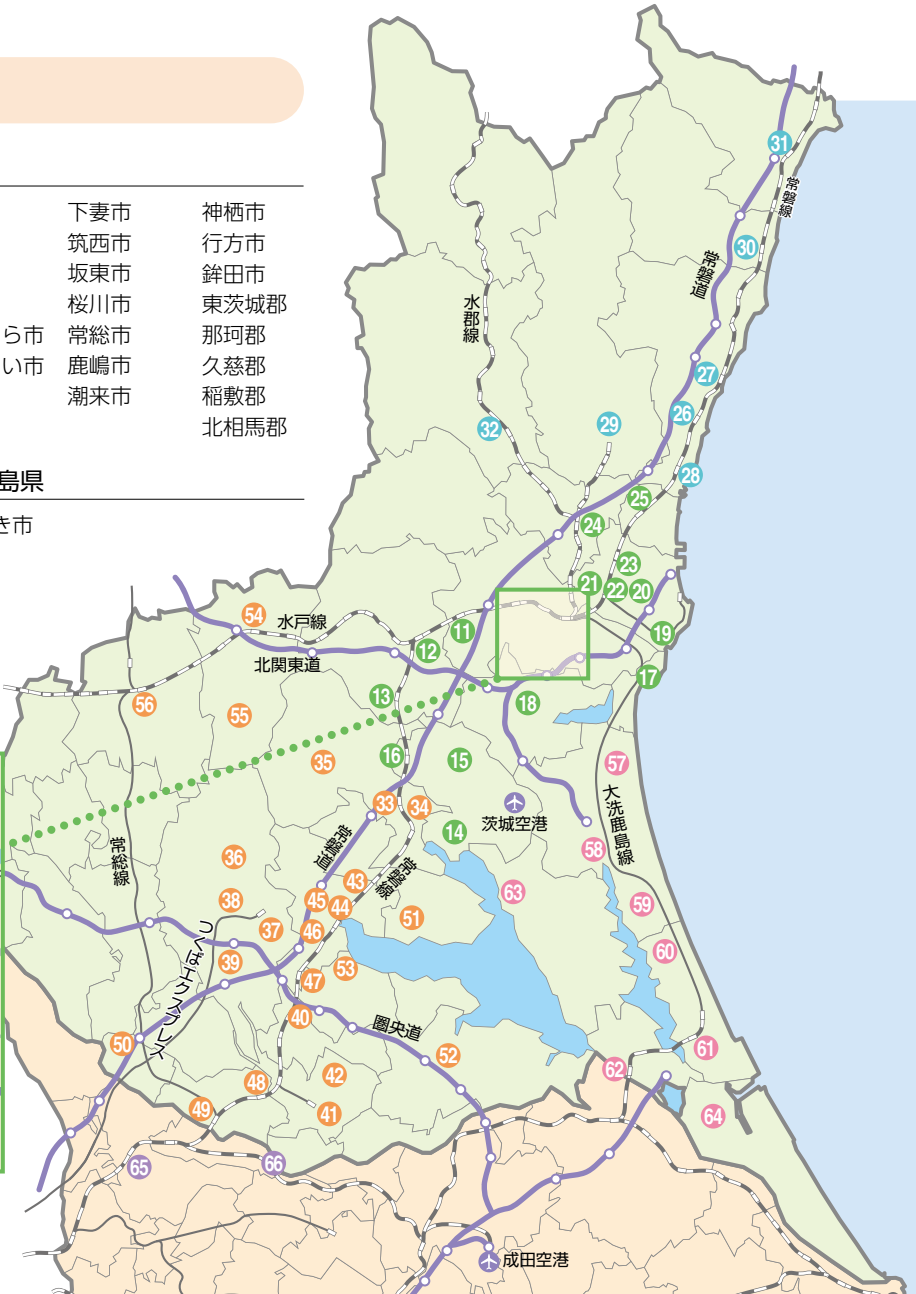 下妻市 神栖市
筑西市 行方市
坂東市 鉾田市
桜川市 東茨城郡
ら市 常総市 那珂郡
い市 鹿嶋市 久慈郡
潮来市 稲敷郡
北相馬郡
島県
き市
31
常磐線
30
常磐道
水郡線
27
26
32
29
28
25
24
23
21
22
20
54
水戸線
11
19
12
北関東道
17
13
18
56
55
16
15
35
57
33
34
茨城空港
大洗鹿島線
14
常磐道
常磐線
常総線
58
36
43
63
38
45
44
59
51
37
46
つくばエクスプレス
60
39
53
47
40
圏央道
50
61
52
62
42
48
49
41
64
65
66
成田空港